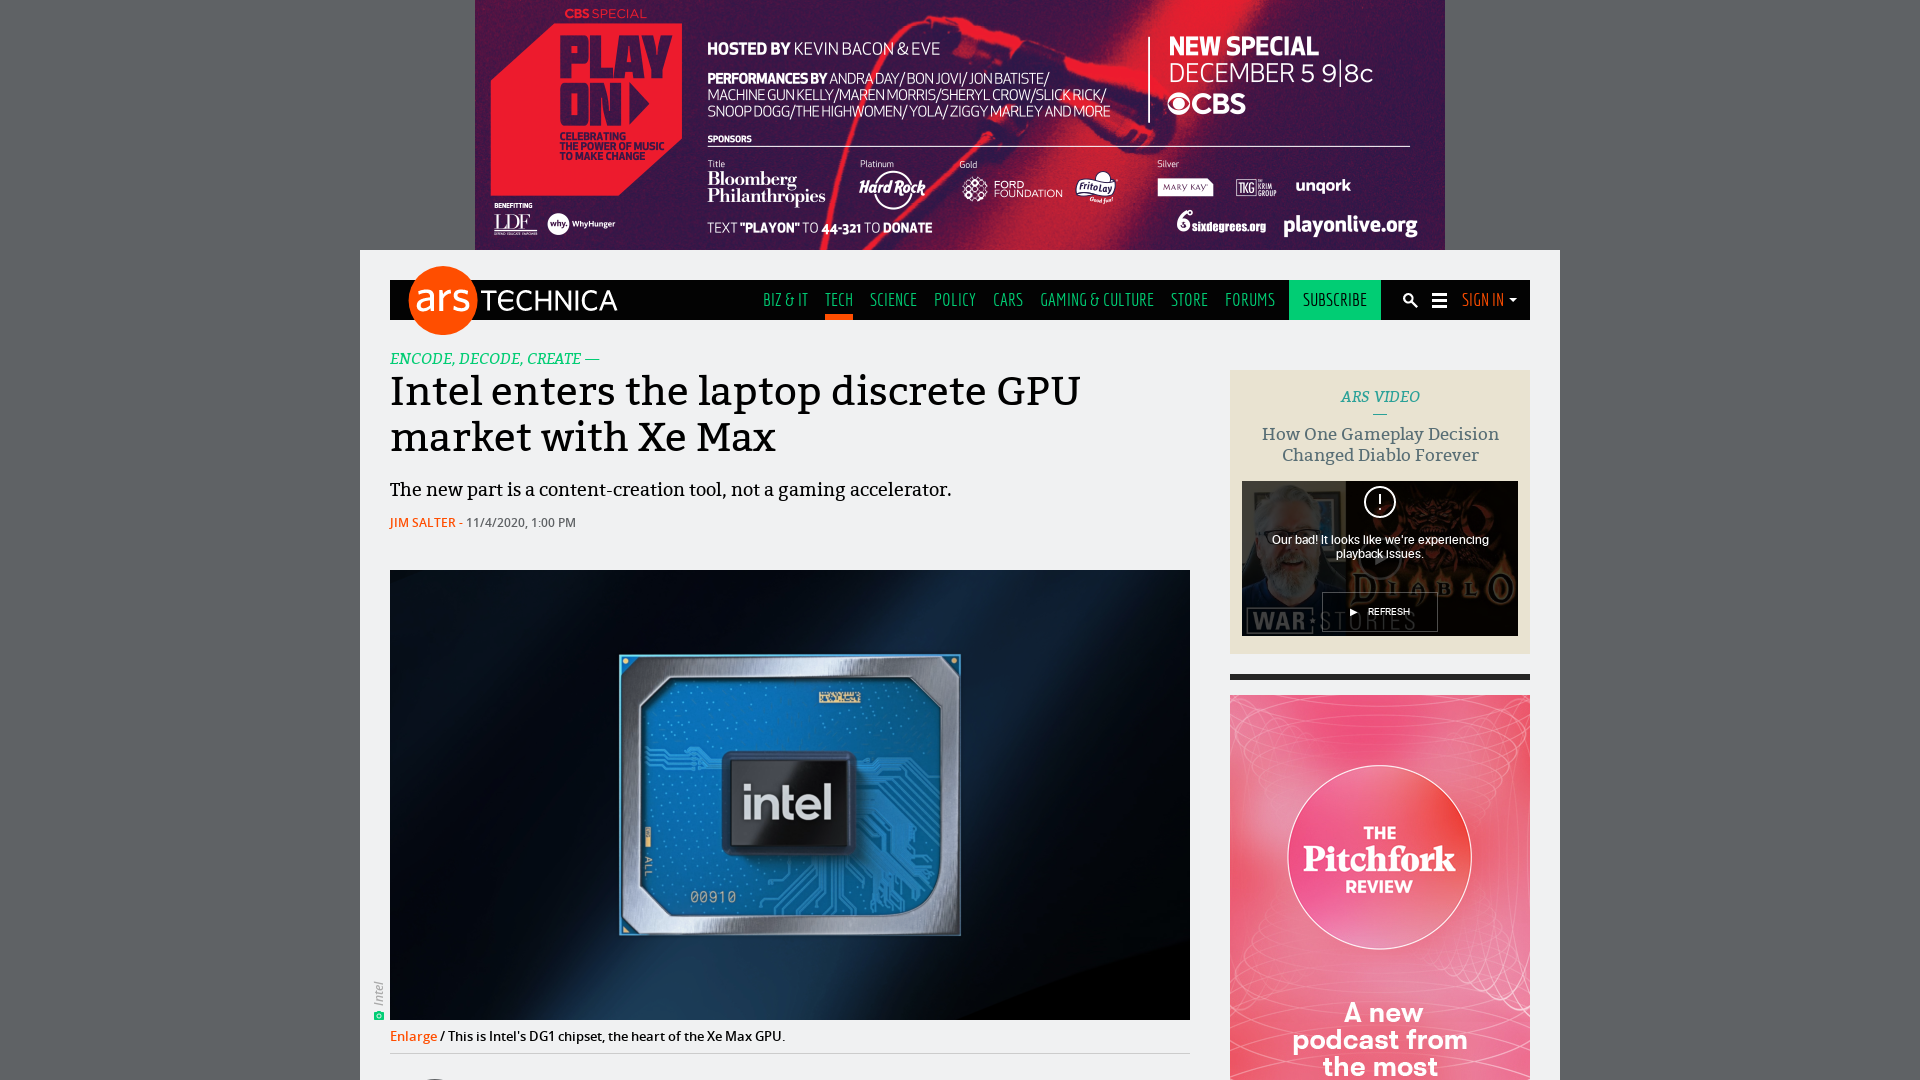 CBS SPECIAL
PLAY
ON
CELEBRATING
THE POWER OF MUSIC
TO MAKE CHANGE
BENEFITTING
LDF
why. WhyHunger
HOSTED BY KEVIN BACON & EVE
PERFORMANCES BY ANDRA DAY/BON JOVI/JON BATISTE/
MACHINE GUN KELLY/MAREN MORRIS/SHERYL CROW/SLICK RICK/
SNOOP DOGG/THE HIGHWOMEN/YOLA/ZIGGY MARLEY AND MORE
NEW SPECIAL
DECEMBER 5 9|8c
CBS
SPONSORS
Title
Bloomberg
Philanthropies
Platinum
Hard Rock
Gold
FORD
FOUNDATION
FritoLay
Good fun!
Silver
MARY KAY
TKG THE KRIM GROUP
unqork
TEXT "PLAYON" TO 44-321 TO DONATE
6 sixdegrees.org
playonlive.org
ars TECHNICA
BIZ & IT TECH SCIENCE POLICY CARS GAMING & CULTURE STORE FORUMS SUBSCRIBE SIGN IN
ENCODE, DECODE, CREATE —
Intel enters the laptop discrete GPU
market with Xe Max
The new part is a content-creation tool, not a gaming accelerator.
JIM SALTER - 11/4/2020, 1:00 PM
intel
ALL
00910
Intel
Enlarge / This is Intel's DG1 chipset, the heart of the Xe Max GPU.
ARS VIDEO
—
How One Gameplay Decision
Changed Diablo Forever
Our bad! It looks like we're experiencing
playback issues.
DIABLO
REFRESH
WAR STORIES
THE
Pitchfork
REVIEW
A new
podcast from
the most